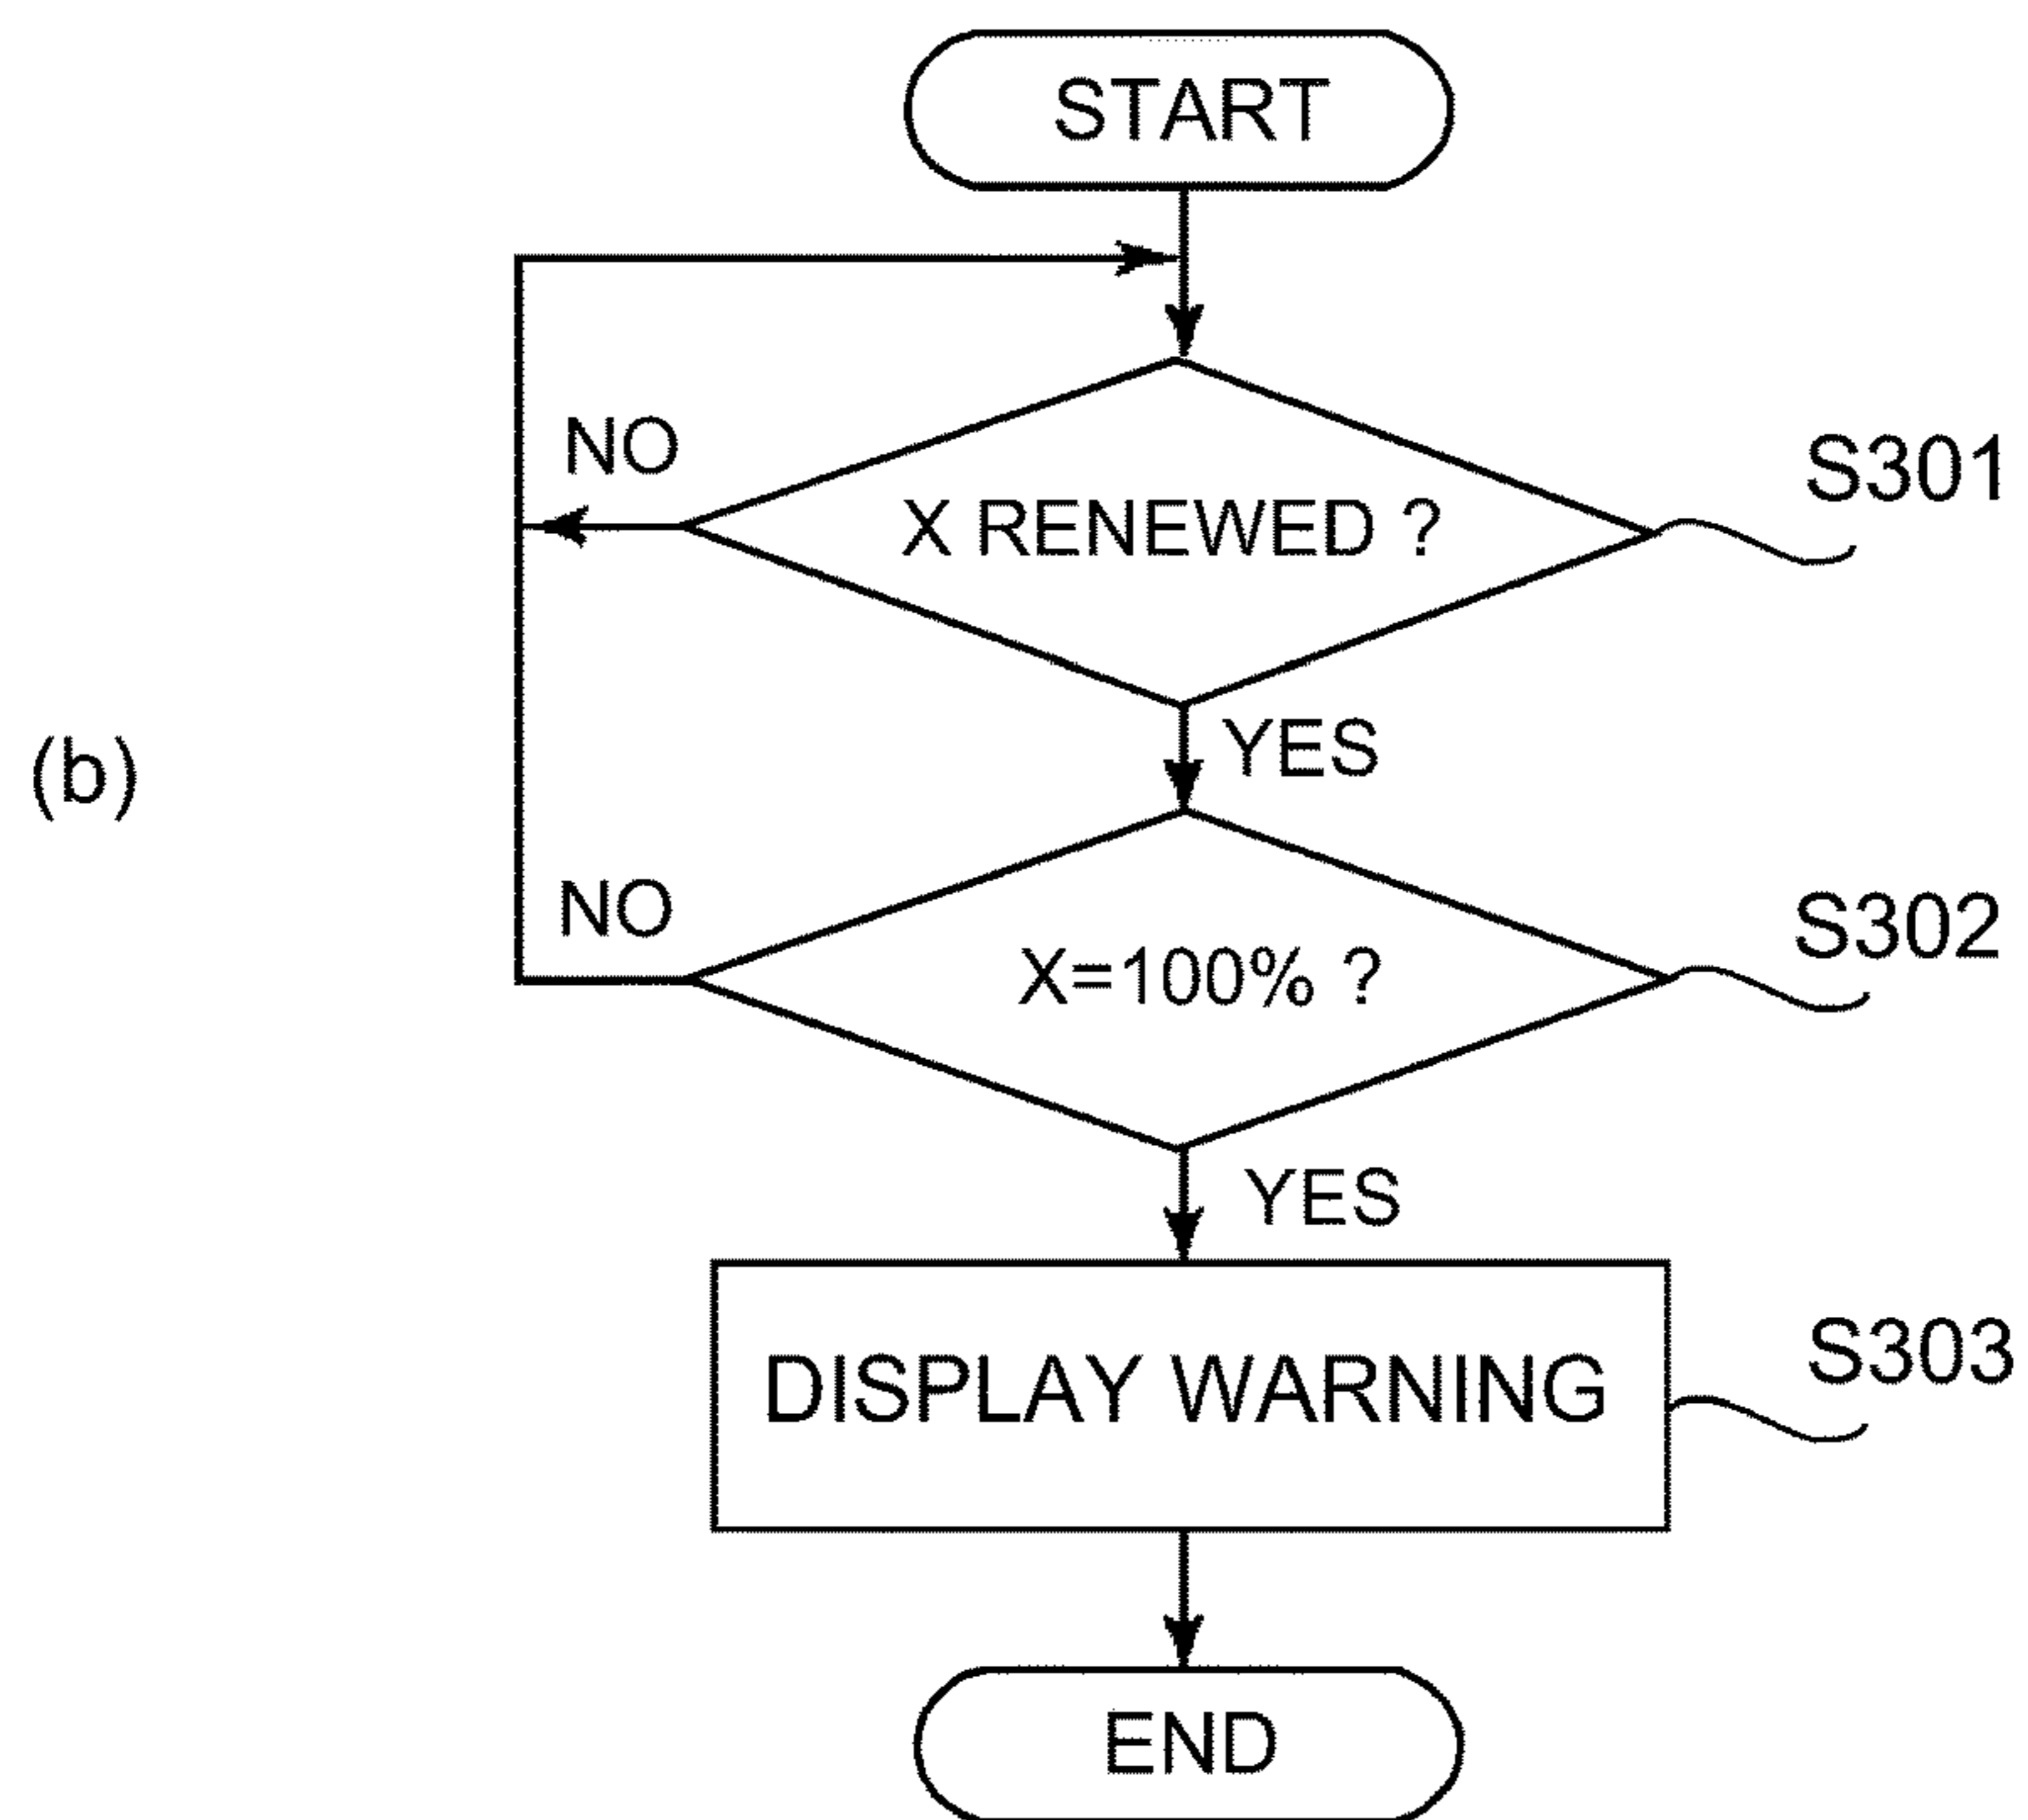 START
NO
X RENEWED ?
S301
YES
(b)
NO
X=100% ?
S302
YES
DISPLAY WARNING
S303
END